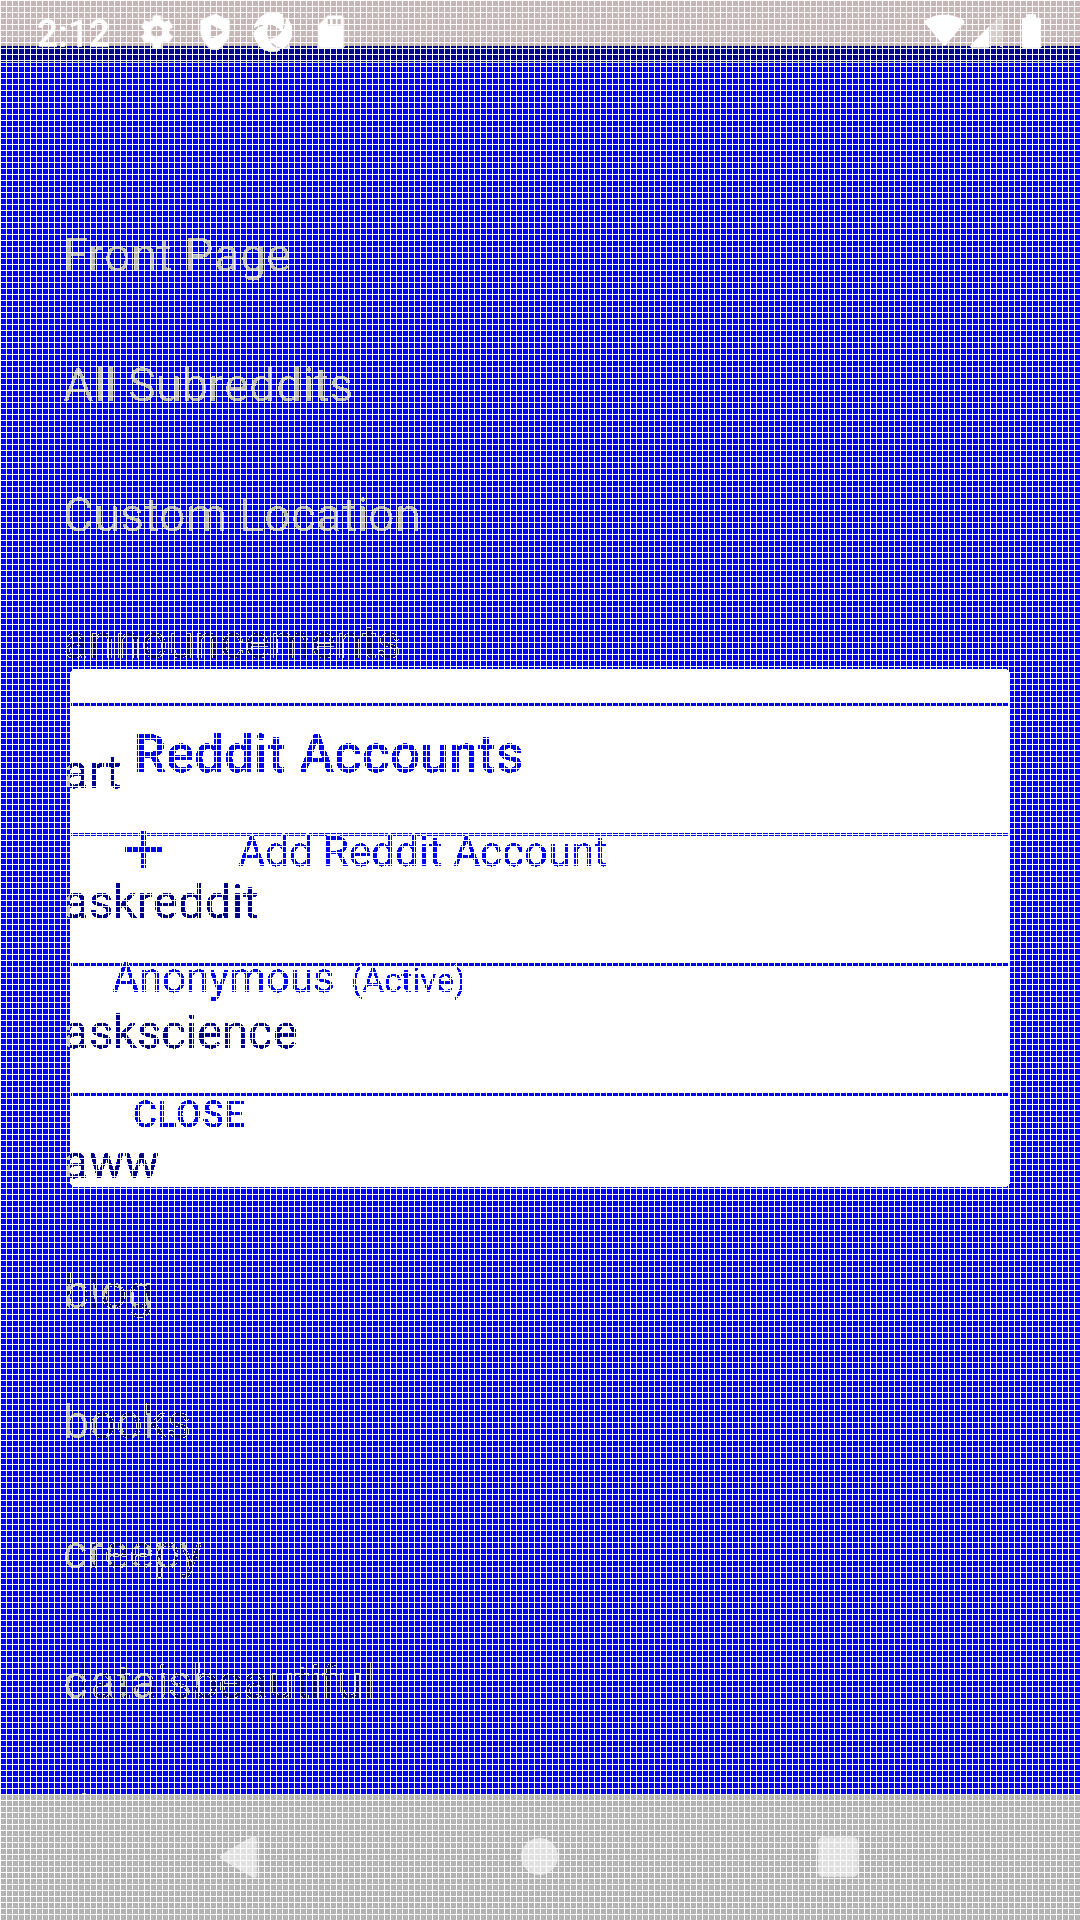 2:12
Front Page
All Subreddits
Custom Location
announcements
Reddit Accounts
art
Add Reddit Account
askreddit
Anonymous (Active)
askscience
CLOSE
aww
blog
books
creepy
dataisbeautiful